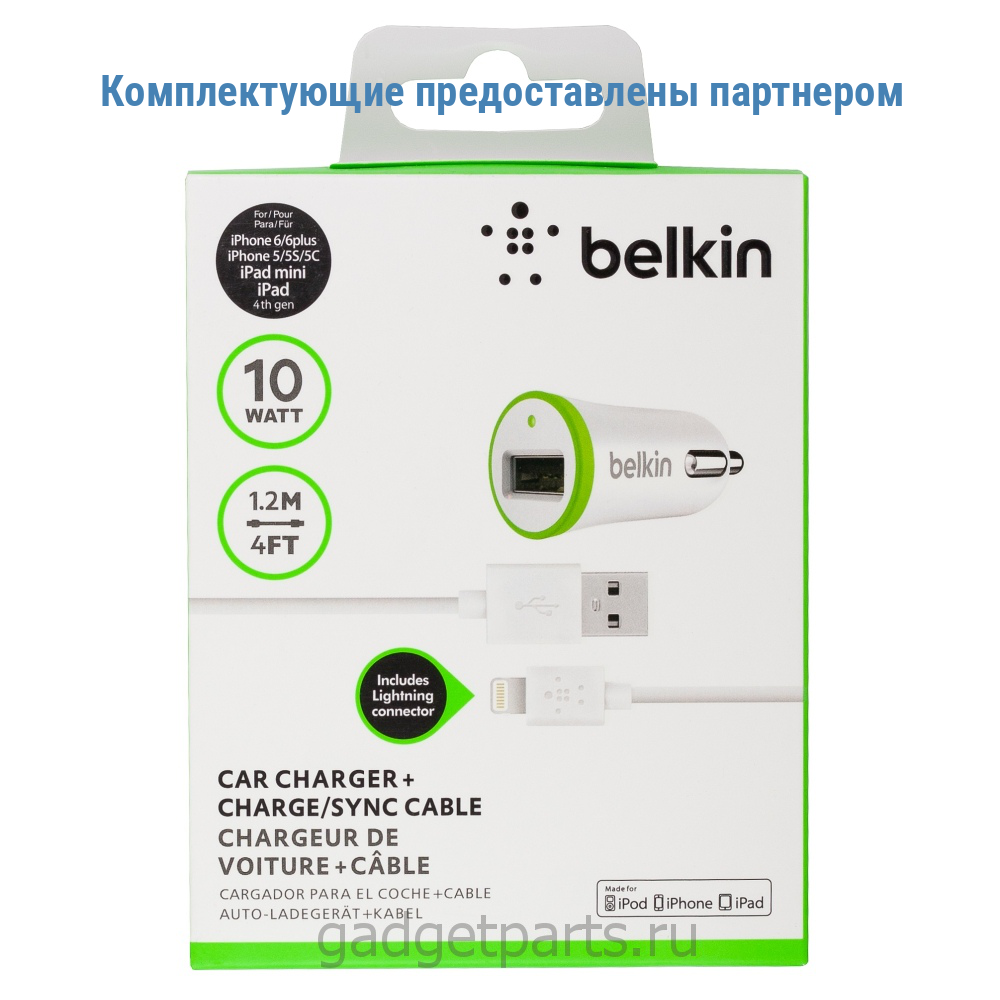 Комплектующие предоставлены партнером
For/Pour
Para/Für
iPhone 6/6plus
iPhone 5/5S/5C
iPad mini
iPad
4th gen
belkin
10
WATT
belkin
1.2M
4FT
Includes
Lightning
connector
CAR CHARGER+
CHARGE/SYNC CABLE
CHARGEUR DE
VOITURE+CÂBLE
CARGADOR PARA EL COCHE+CABLE
AUTO-LADEGERÄT+KABEL
Made for
iPod iPhone iPad
gadgetparts.ru